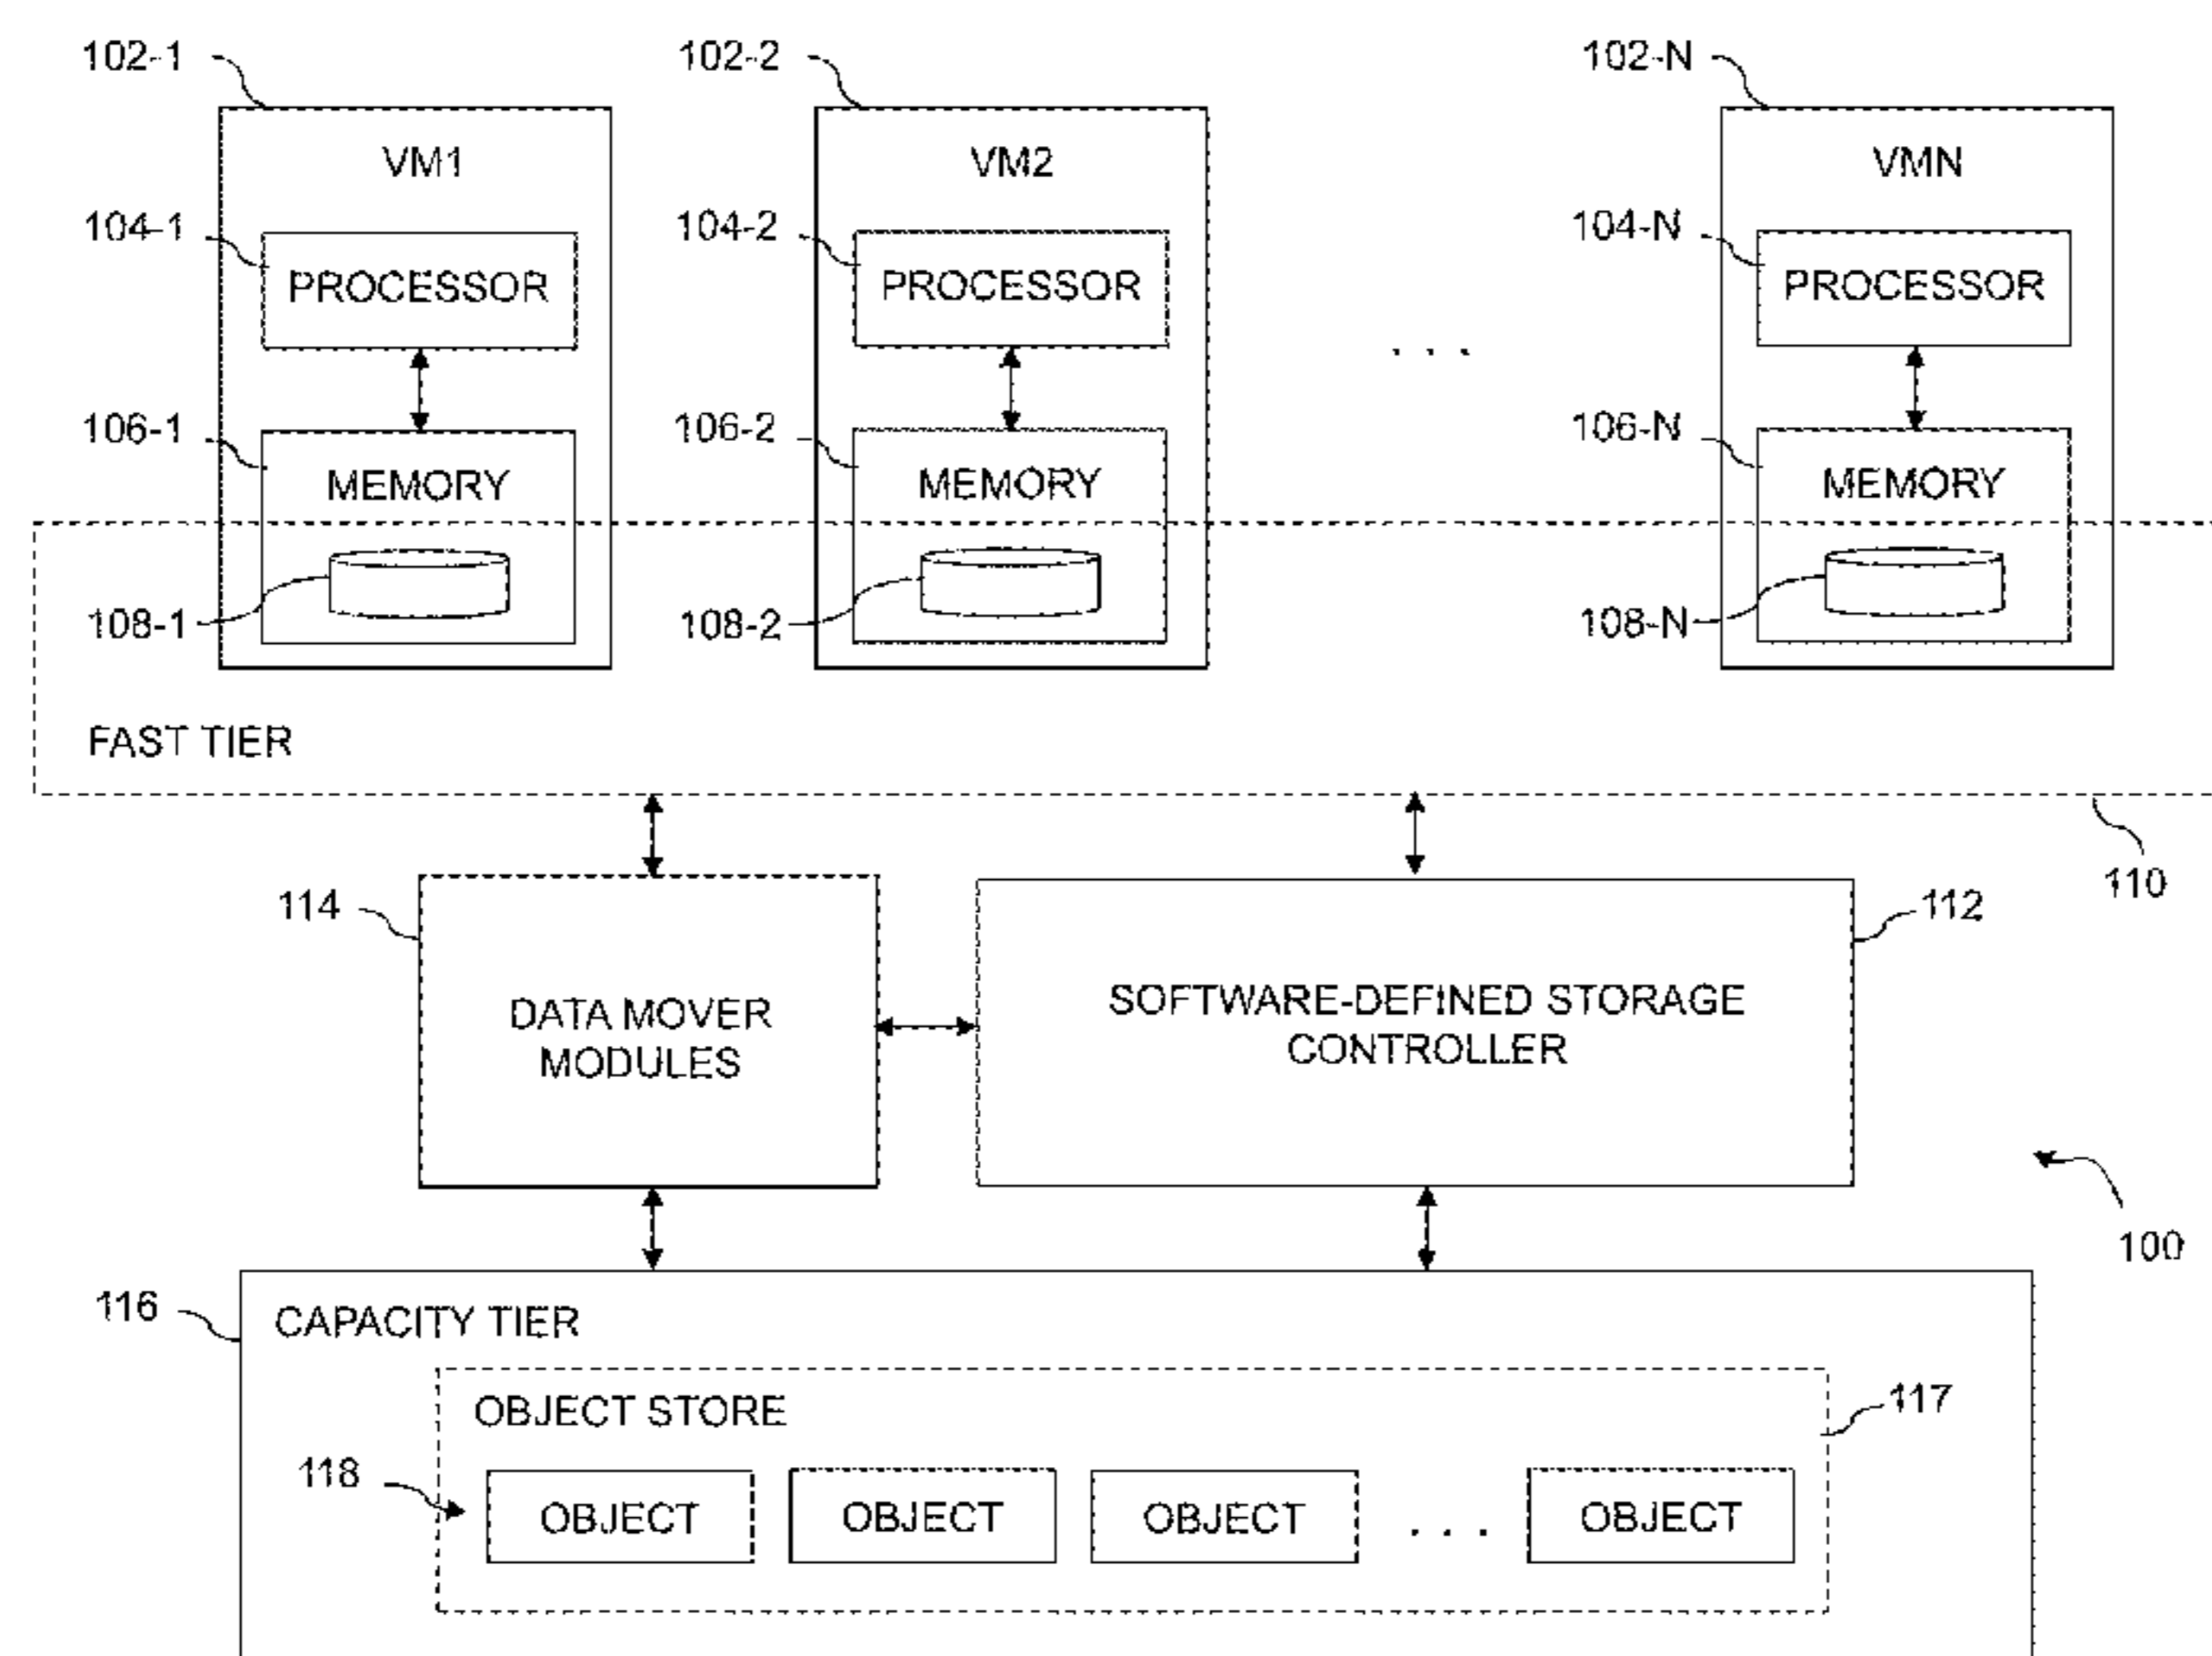 102-1
102-2
102-N
VM1
VM2
VMN
104-1
104-2
104-N
PROCESSOR
PROCESSOR
PROCESSOR
. . .
106-1
106-2
106-N
MEMORY
MEMORY
MEMORY
108-1
108-2
108-N
FAST TIER
110
114
112
DATA MOVER
MODULES
SOFTWARE-DEFINED STORAGE
CONTROLLER
100
116
CAPACITY TIER
OBJECT STORE
117
118
OBJECT
OBJECT
OBJECT
. . .
OBJECT